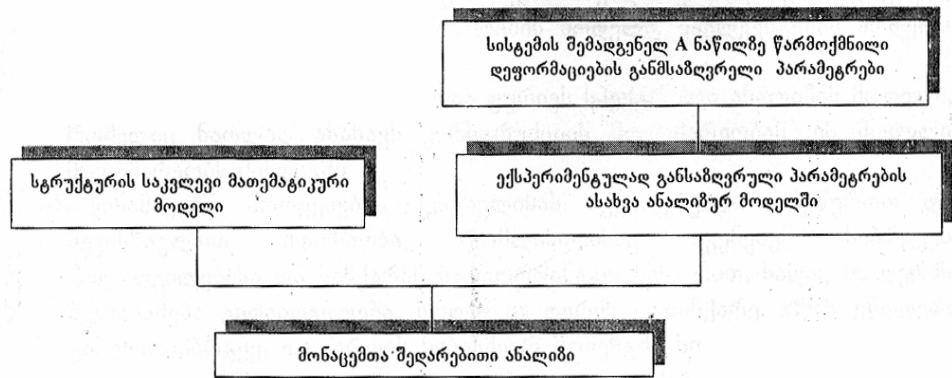 სისტემის შემადგენელ A ნაწილზე წარმოქმნილი
დეფორმაციების განმსაზღვრელი პარამეტრები
სტრუქტურის საკვლევი მათემატიკური
მოდელი
ექსპერიმენტულად განსაზღვრული პარამეტრების
ასახვა ანალიზურ მოდელში
მონაცემთა შედარებითი ანალიზი